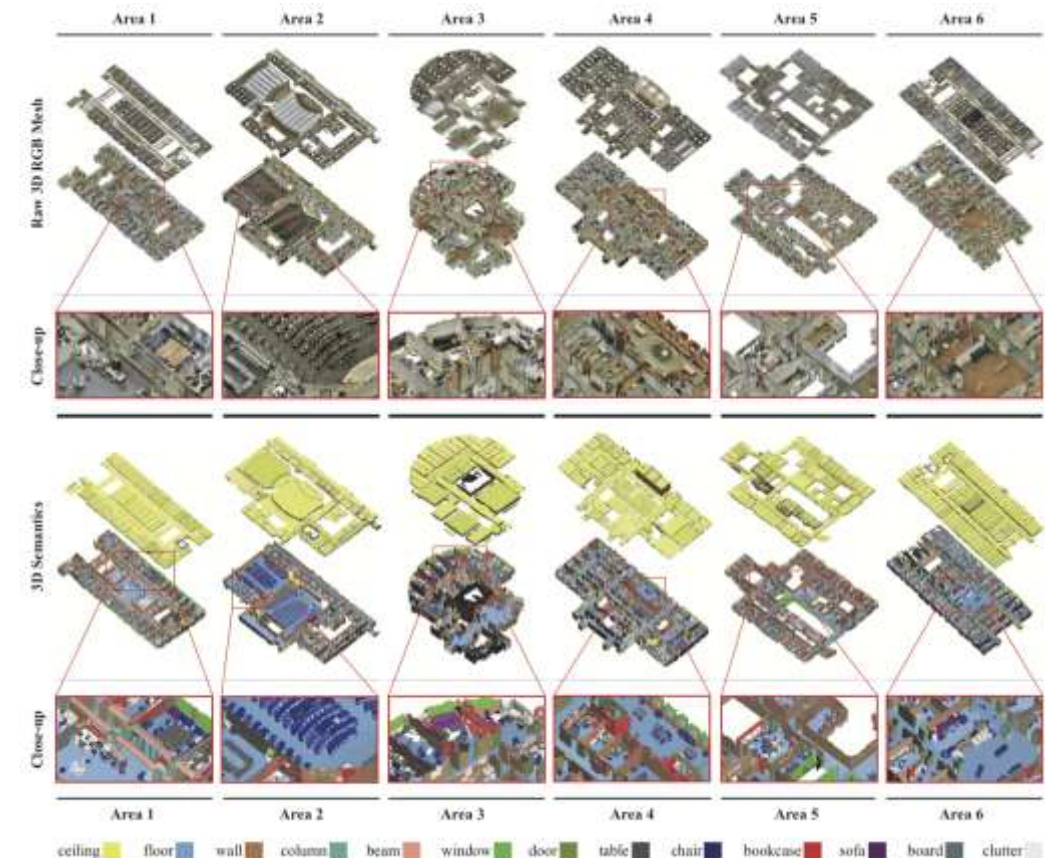 Area 1 Area 2 Area 3 Area 4 Area 5 Area 6
Raw 3D RGB Mesh
Close-up
3D Semantics
Close-up
Area 1 Area 2 Area 3 Area 4 Area 5 Area 6
ceiling floor wall column beam window door table chair bookcase sofa board clutter